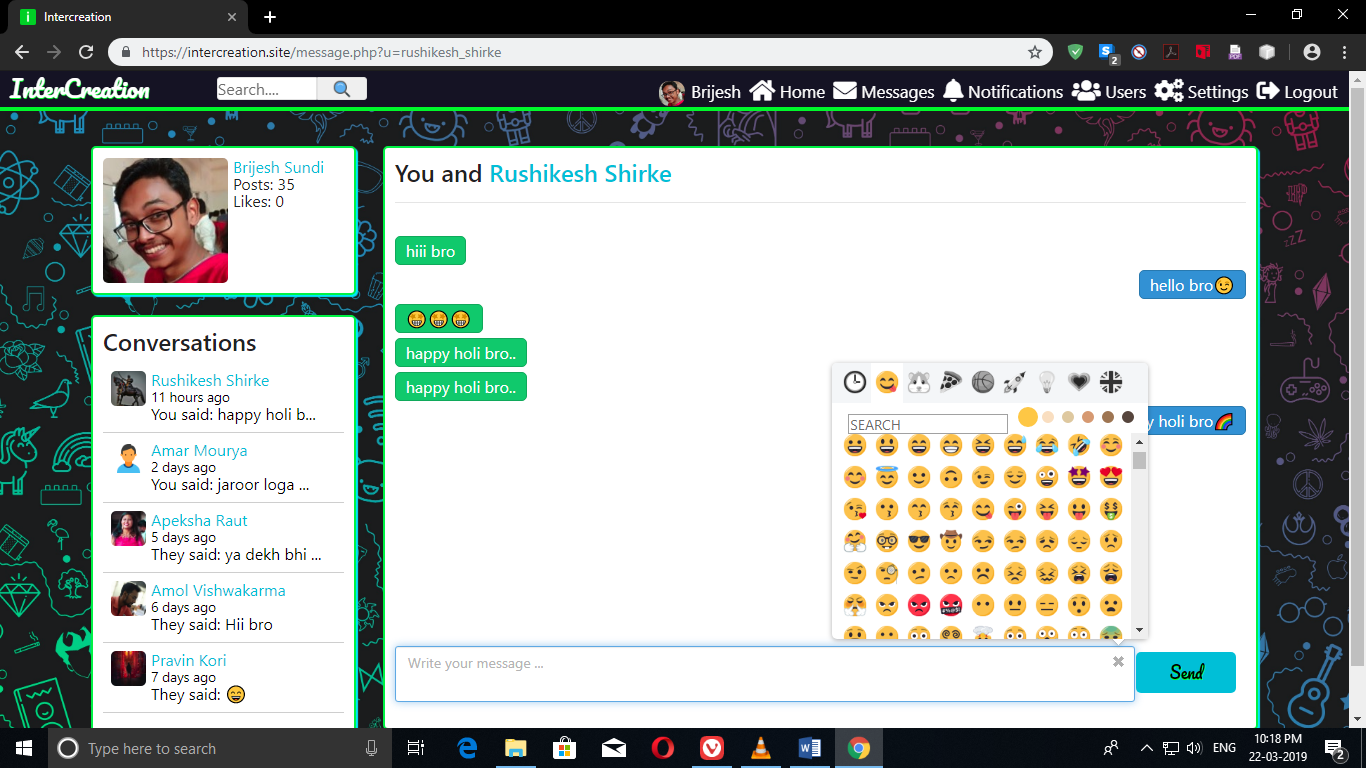 Intercreation
https://intercreation.site/message.php?u=rushikesh_shirke
2
InterCreation
Search....
Brijesh
Home
Messages
Notifications
Users
Settings
Logout
Brijesh Sundi
Posts: 35
Likes: 0
Conversations
Rushikesh Shirke
11 hours ago
You said: happy holi b...
Amar Mourya
2 days ago
You said: jaroor loga ...
Apeksha Raut
5 days ago
They said: ya dekh bhi ...
Amol Vishwakarma
6 days ago
They said: Hii bro
Pravin Kori
7 days ago
They said: 😄
You and Rushikesh Shirke
hiii bro
hello bro😉
🤩🤩🤩
happy holi bro..
happy holi bro..
y holi bro🌈
SEARCH
Write your message ...
Send
Type here to search
ENG
10:18 PM
22-03-2019
2